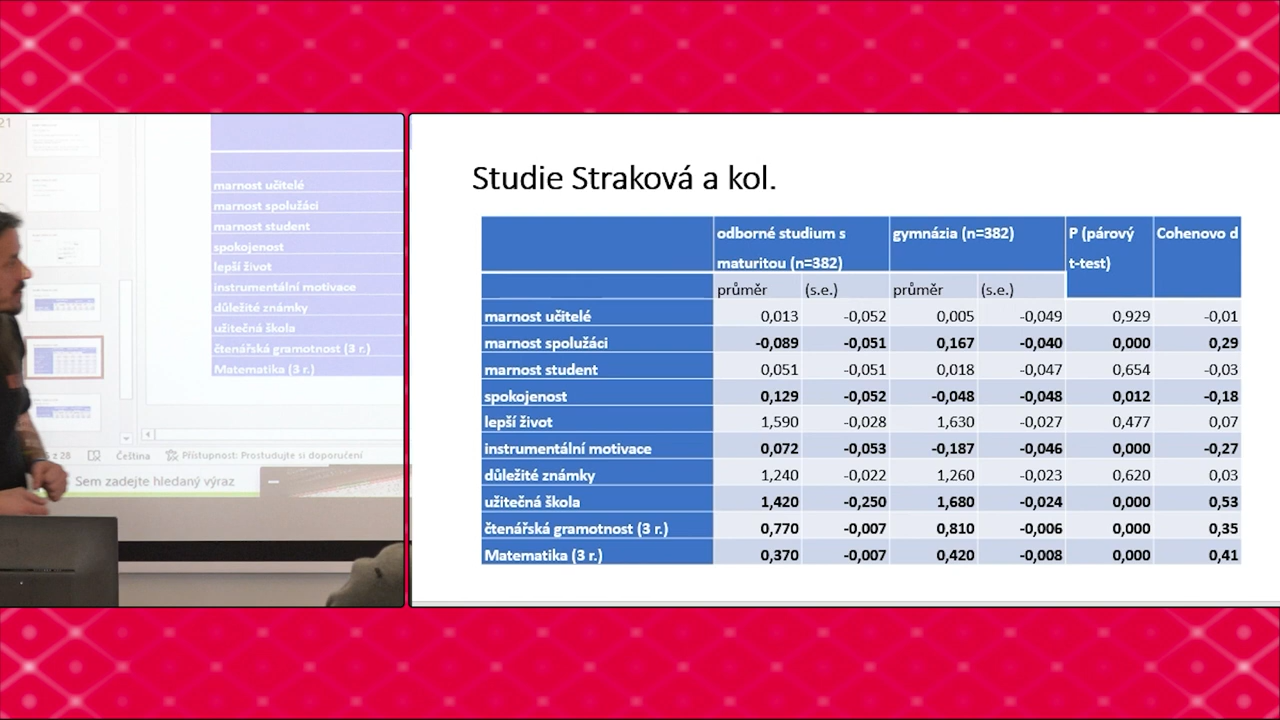 21
22
marnost učitelé
marnost spolužáci
marnost student
spokojenost
lepší život
instrumentální motivace
důležité známky
užitečná škola
čtenářská gramotnost (3 r.)
Matematika (3 r.)
z 28 Čeština Přístupnost: Prostudujte si doporučení
Sem zadejte hledaný výraz
Studie Straková a kol.
odborné studium s maturitou (n=382) gymnázia (n=382) P (párový t-test) Cohenovo d
průměr (s.e.) průměr (s.e.)
marnost učitelé 0,013 -0,052 0,005 -0,049 0,929 -0,01
marnost spolužáci -0,089 -0,051 0,167 -0,040 0,000 0,29
marnost student 0,051 -0,051 0,018 -0,047 0,654 -0,03
spokojenost 0,129 -0,052 -0,048 -0,048 0,012 -0,18
lepší život 1,590 -0,028 1,630 -0,027 0,477 0,07
instrumentální motivace 0,072 -0,053 -0,187 -0,046 0,000 -0,27
důležité známky 1,240 -0,022 1,260 -0,023 0,620 0,03
užitečná škola 1,420 -0,250 1,680 -0,024 0,000 0,53
čtenářská gramotnost (3 r.) 0,770 -0,007 0,810 -0,006 0,000 0,35
Matematika (3 r.) 0,370 -0,007 0,420 -0,008 0,000 0,41